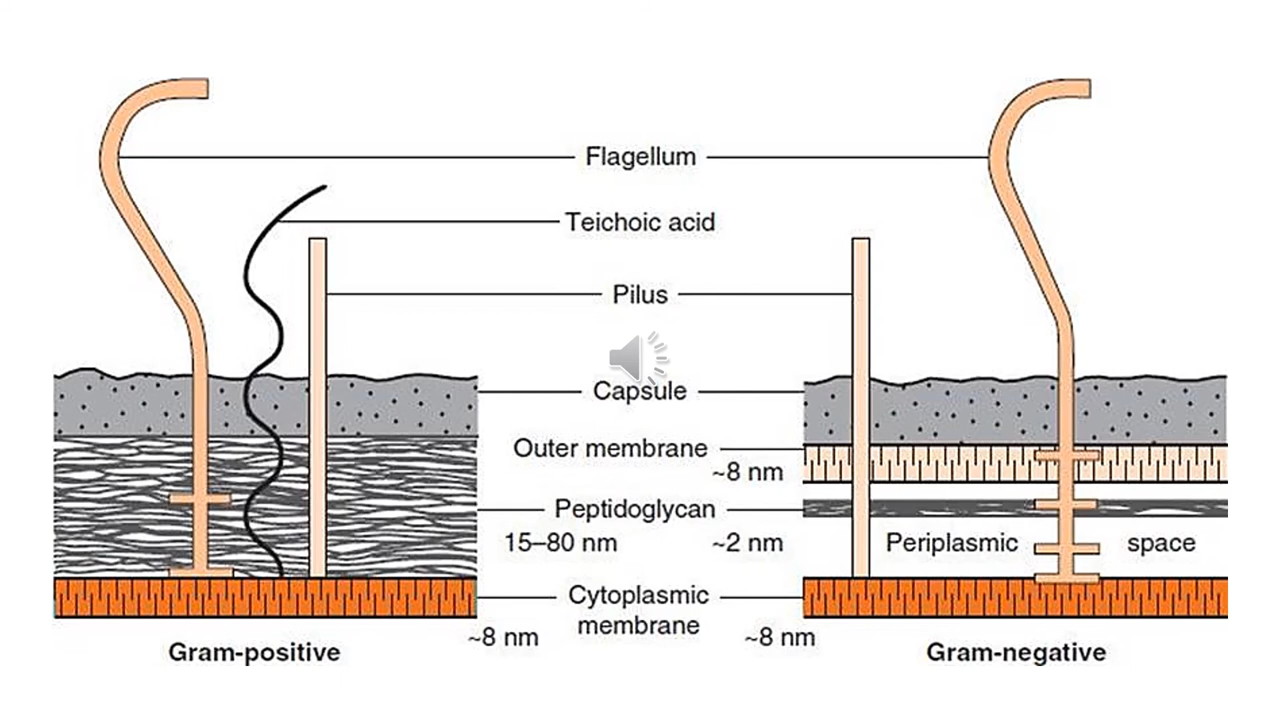 Flagellum
Teichoic acid
Pilus
Capsule
Outer membrane
~8 nm
Peptidoglycan
15–80 nm
~2 nm
Periplasmic space
Cytoplasmic
membrane
~8 nm
~8 nm
Gram-positive
Gram-negative